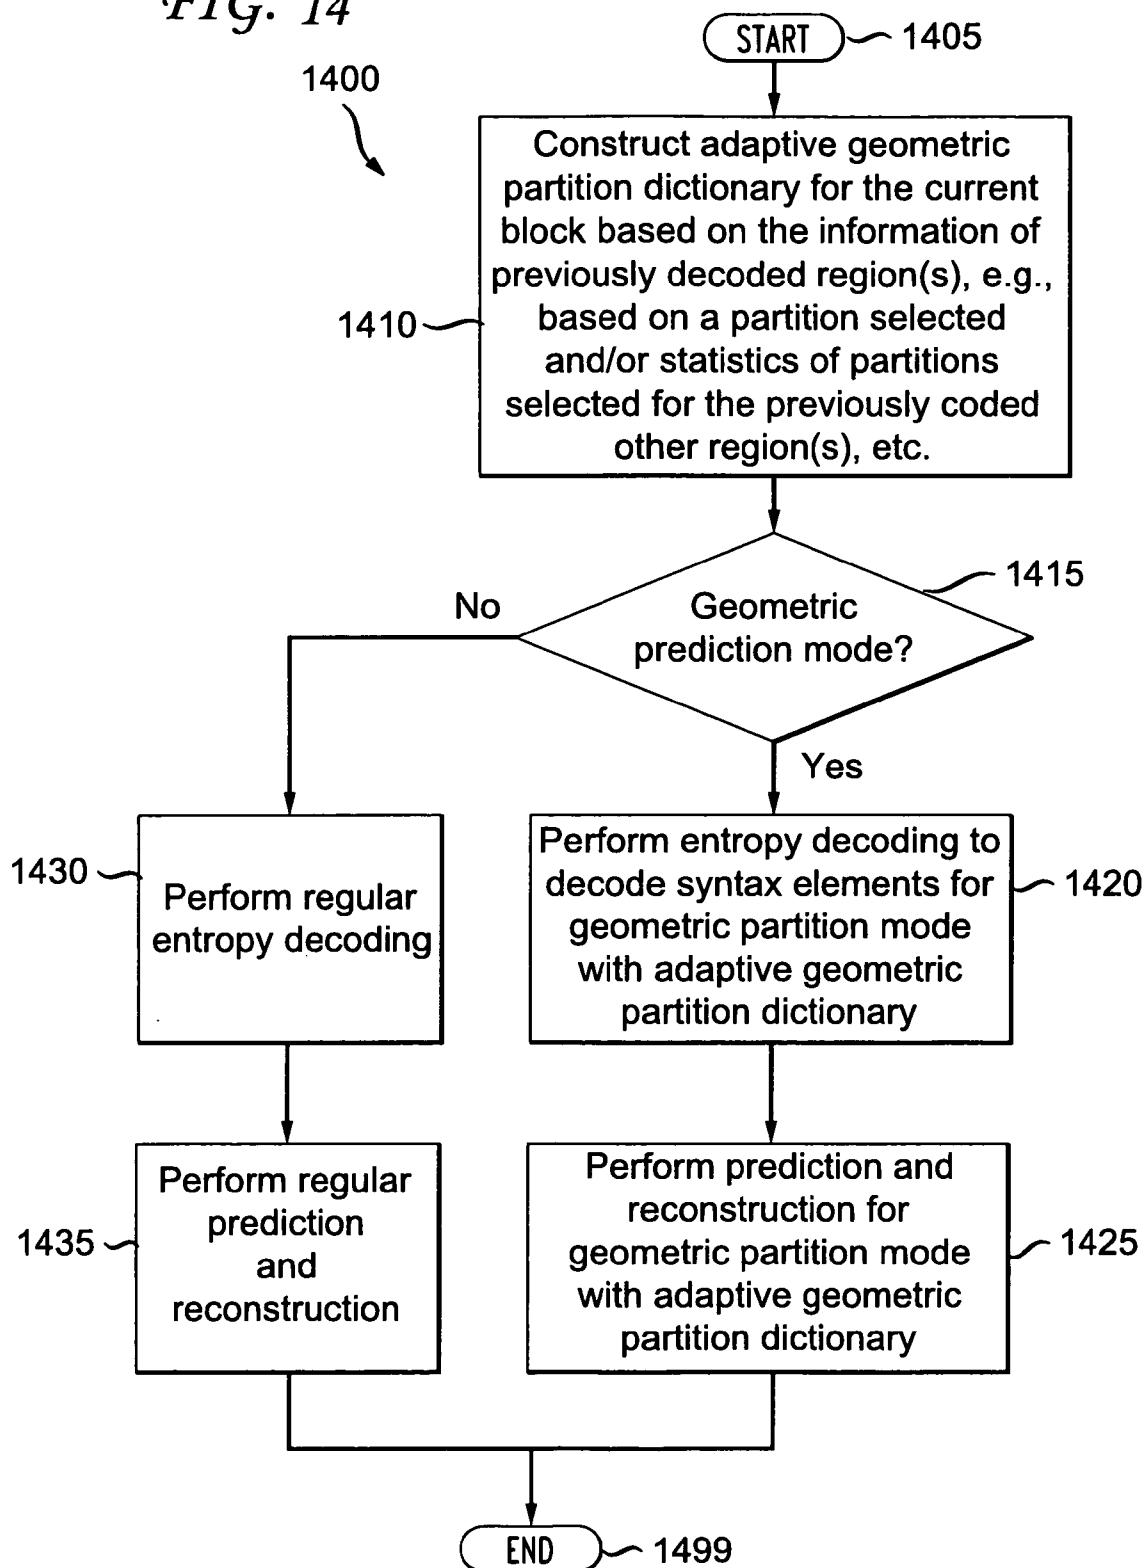 FIG. 14
START
1405
1400
Construct adaptive geometric
partition dictionary for the current
block based on the information of
previously decoded region(s), e.g.,
based on a partition selected
and/or statistics of partitions
selected for the previously coded
other region(s), etc.
1410
1415
Geometric
prediction mode?
No
Yes
1430
Perform regular
entropy decoding
Perform entropy decoding to
decode syntax elements for
geometric partition mode
with adaptive geometric
partition dictionary
1420
1435
Perform regular
prediction
and
reconstruction
Perform prediction and
reconstruction for
geometric partition mode
with adaptive geometric
partition dictionary
1425
END
1499